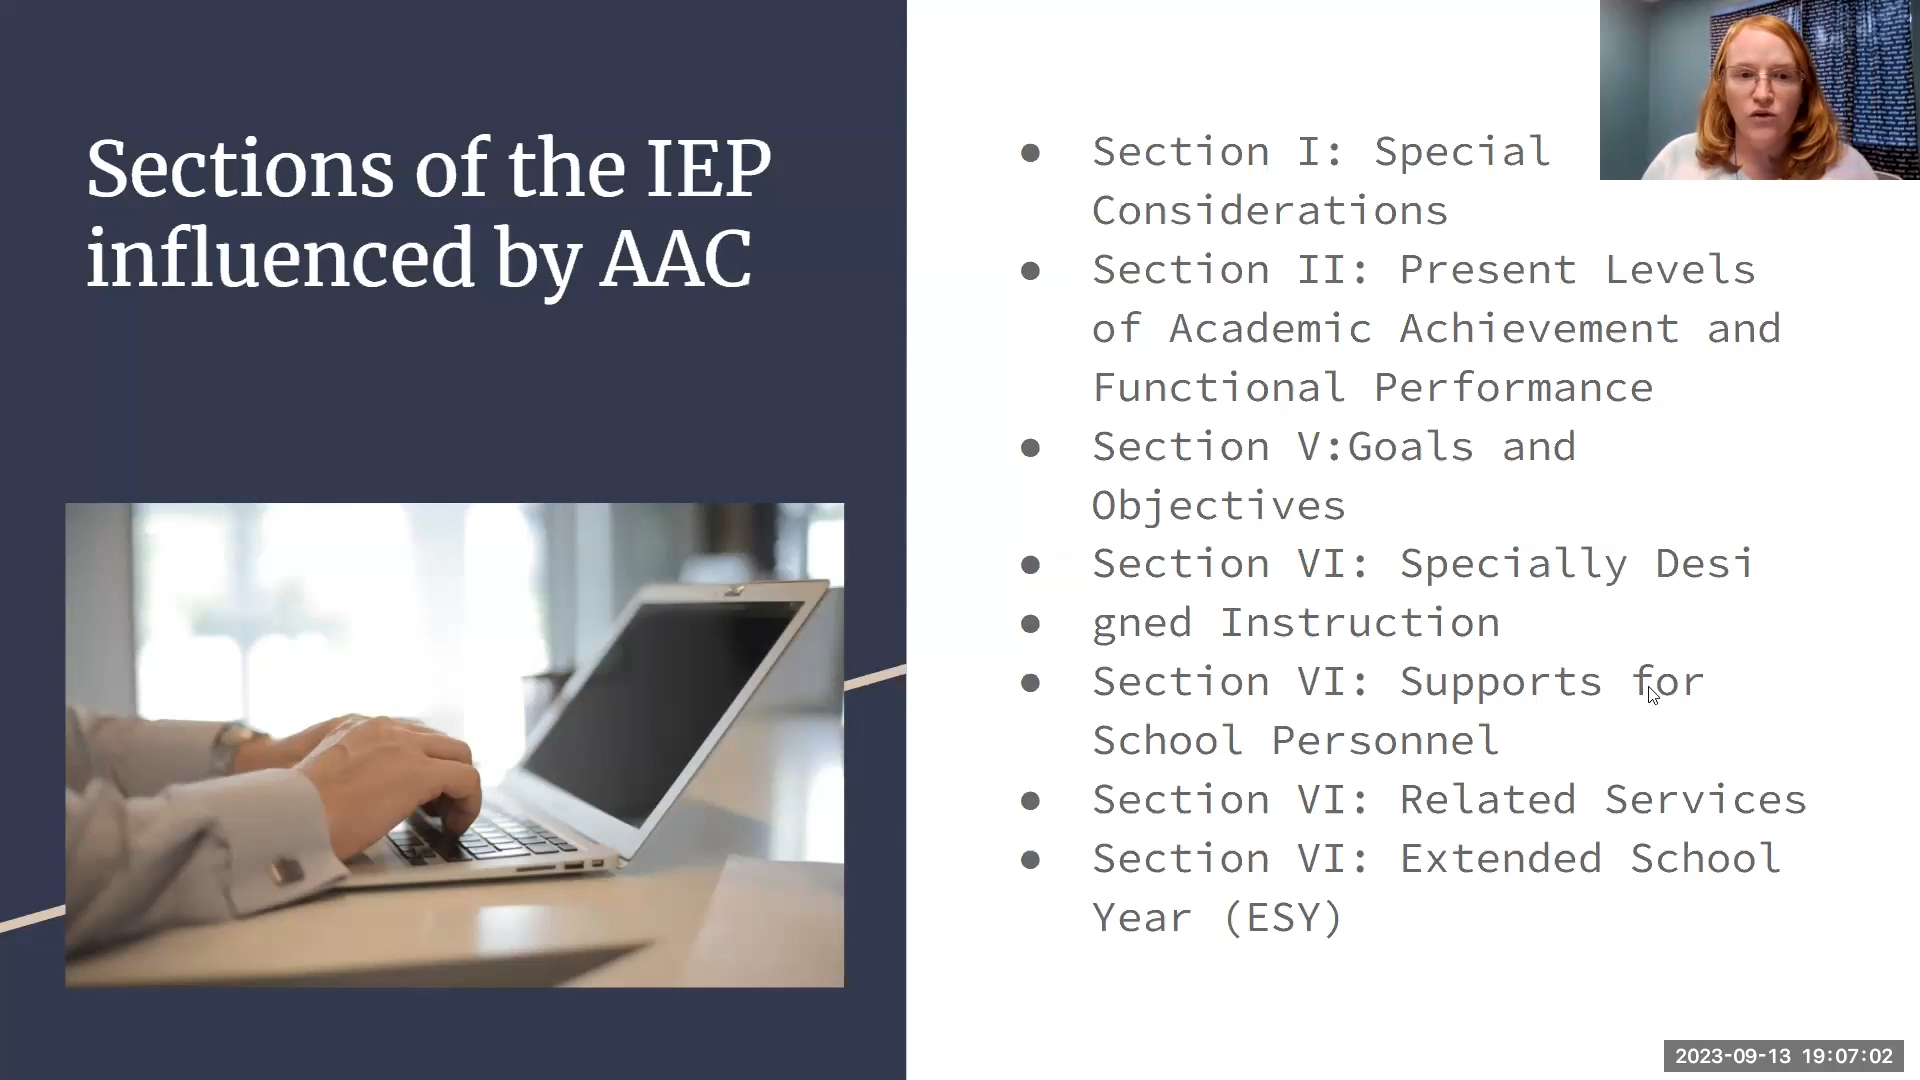 Sections of the IEP
influenced by AAC
● Section I: Special
Considerations
● Section II: Present Levels
of Academic Achievement and
Functional Performance
● Section V:Goals and
Objectives
● Section VI: Specially Desi
● gned Instruction
● Section VI: Supports for
School Personnel
● Section VI: Related Services
● Section VI: Extended School
Year (ESY)
2023-09-13 19:07:02